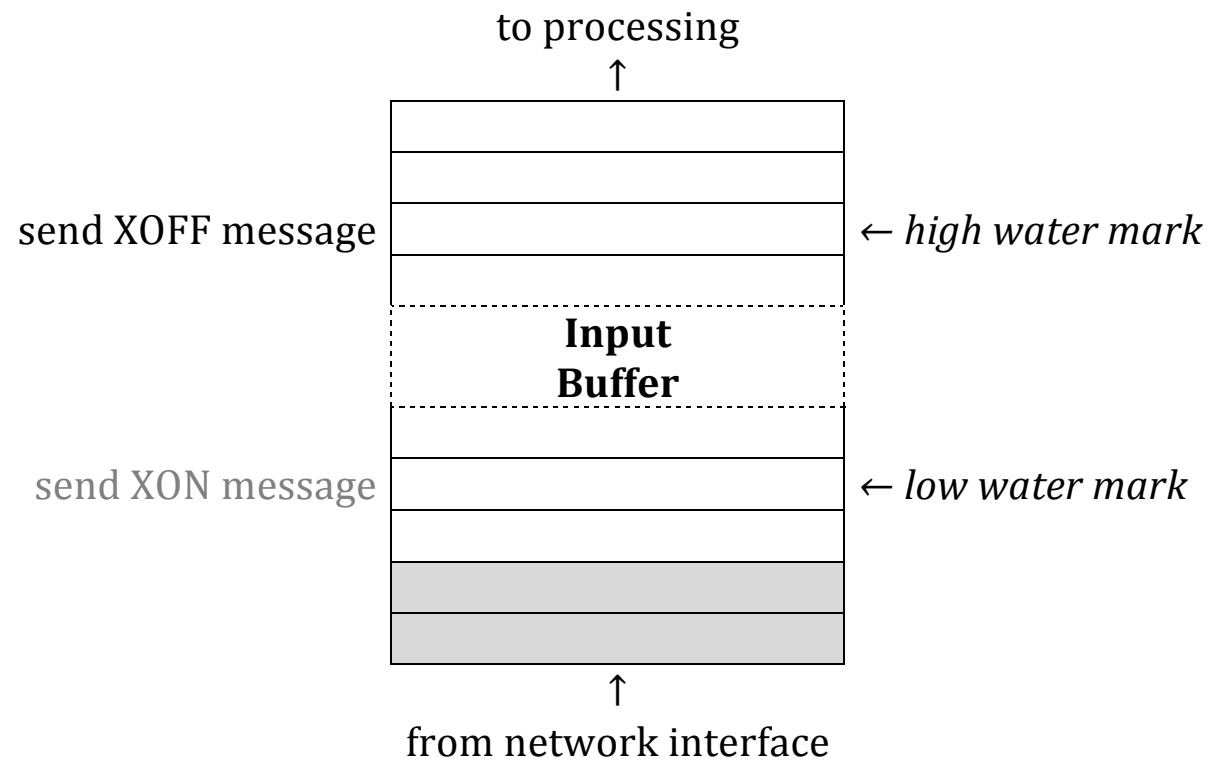 to processing
↑
send XOFF message
← high water mark
Input
Buffer
send XON message
← low water mark
↑
from network interface